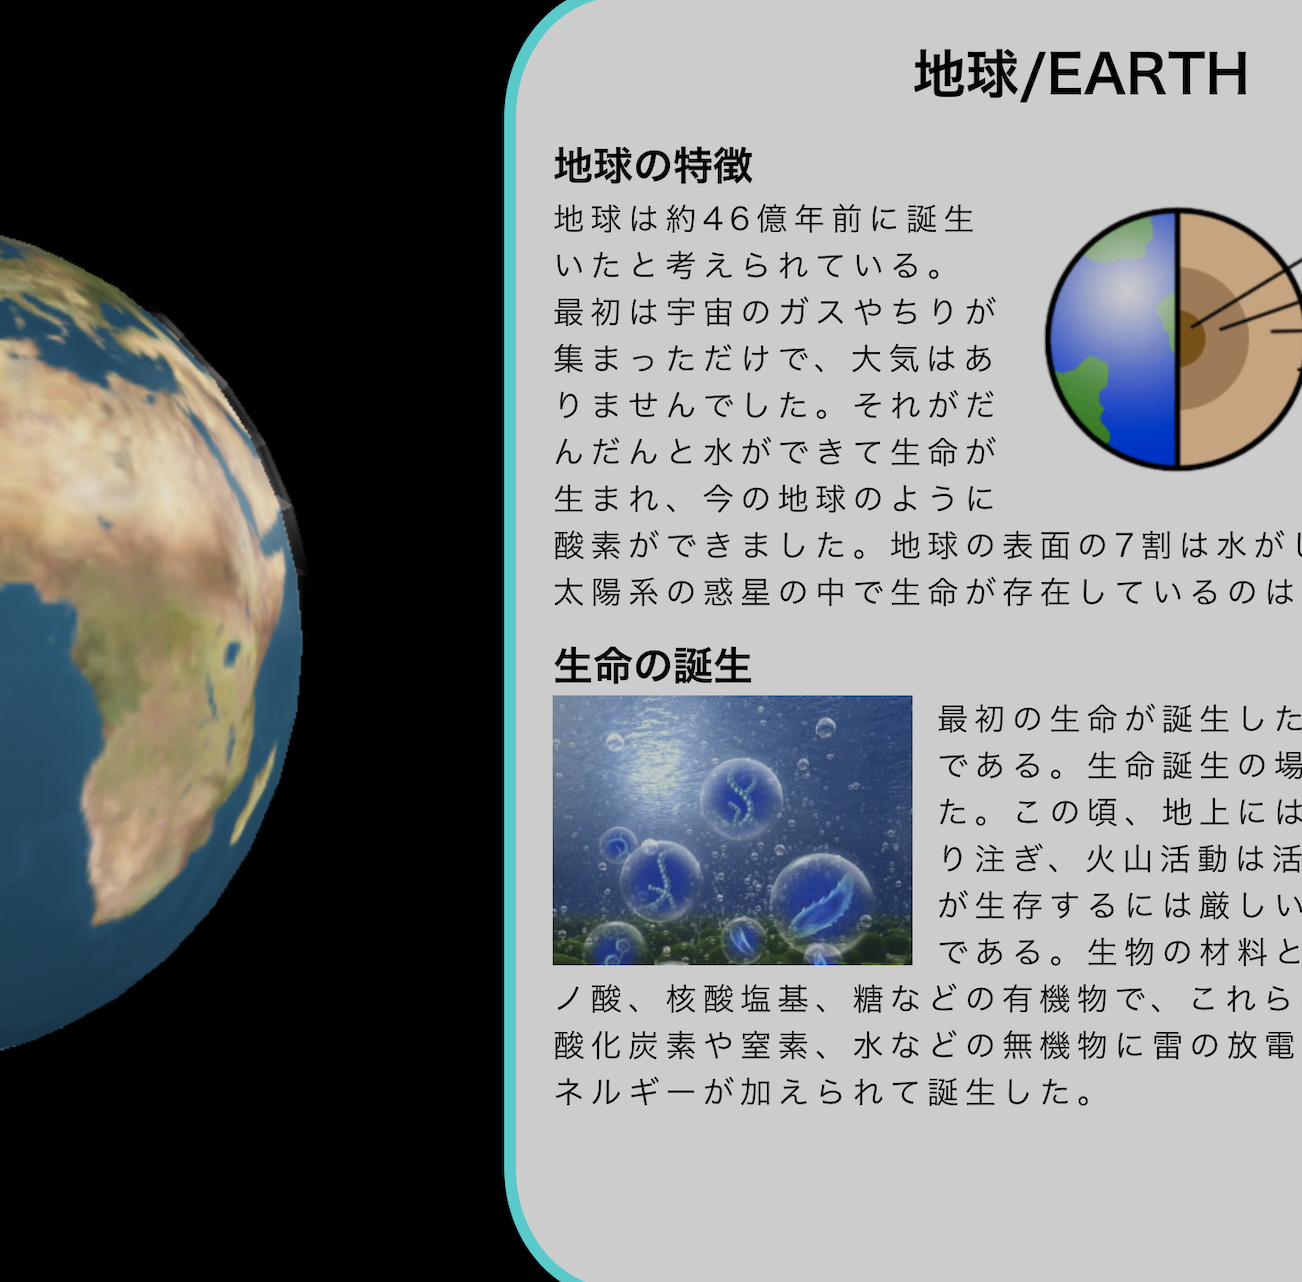 地球/EARTH
地球の特徴
地球は約46億年前に誕生
いたと考えられている。
最初は宇宙のガスやちりが
集まっただけで、大気はあ
りませんでした。それがだ
んだんと水ができて生命が
生まれ、今の地球のように
酸素ができました。地球の表面の7割は水が
太陽系の惑星の中で生命が存在しているのは
生命の誕生
最初の生命が誕生した
である。生命誕生の場
た。この頃、地上には
り注ぎ、火山活動は活
が生存するには厳しい
である。生物の材料と
ノ酸、核酸塩基、糖などの有機物で、これら
酸化炭素や窒素、水などの無機物に雷の放電
ネルギーが加えられて誕生した。